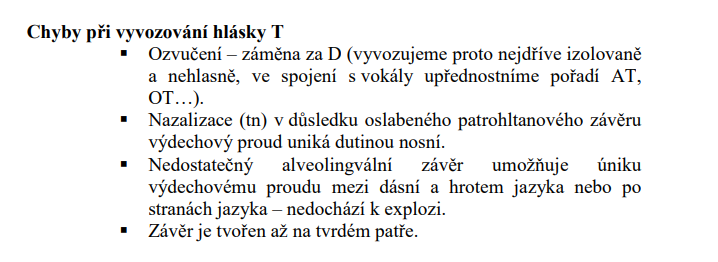 Chyby při vyvozování hlásky T
▪ Ozvučení – záměna za D (vyvozujeme proto nejdříve izolovaně
a nehlasně, ve spojení s vokály upřednostníme pořadí AT,
OT…).
▪ Nazalizace (tn) v důsledku oslabeného patrohltanového závěru
výdechový proud uniká dutinou nosní.
▪ Nedostatečný alveolingvální závěr umožňuje úniku
výdechovému proudu mezi dásní a hrotem jazyka nebo po
stranách jazyka – nedochází k explozi.
▪ Závěr je tvořen až na tvrdém patře.